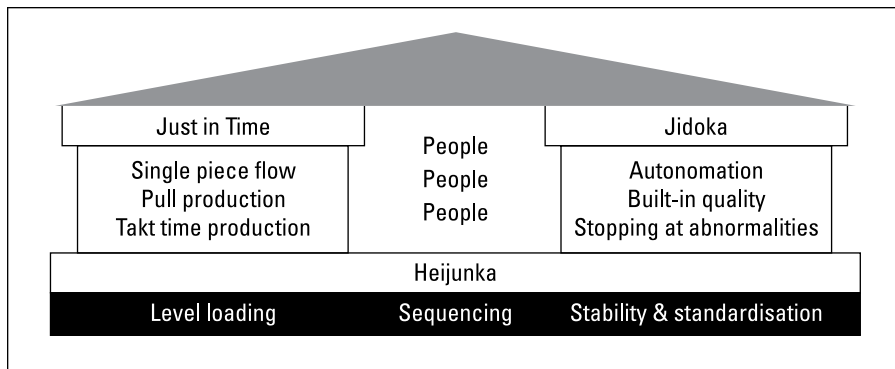 Just in Time
Single piece flow
Pull production
Takt time production
People
People
People
Jidoka
Autonomation
Built-in quality
Stopping at abnormalities
Heijunka
Level loading
Sequencing
Stability & standardisation